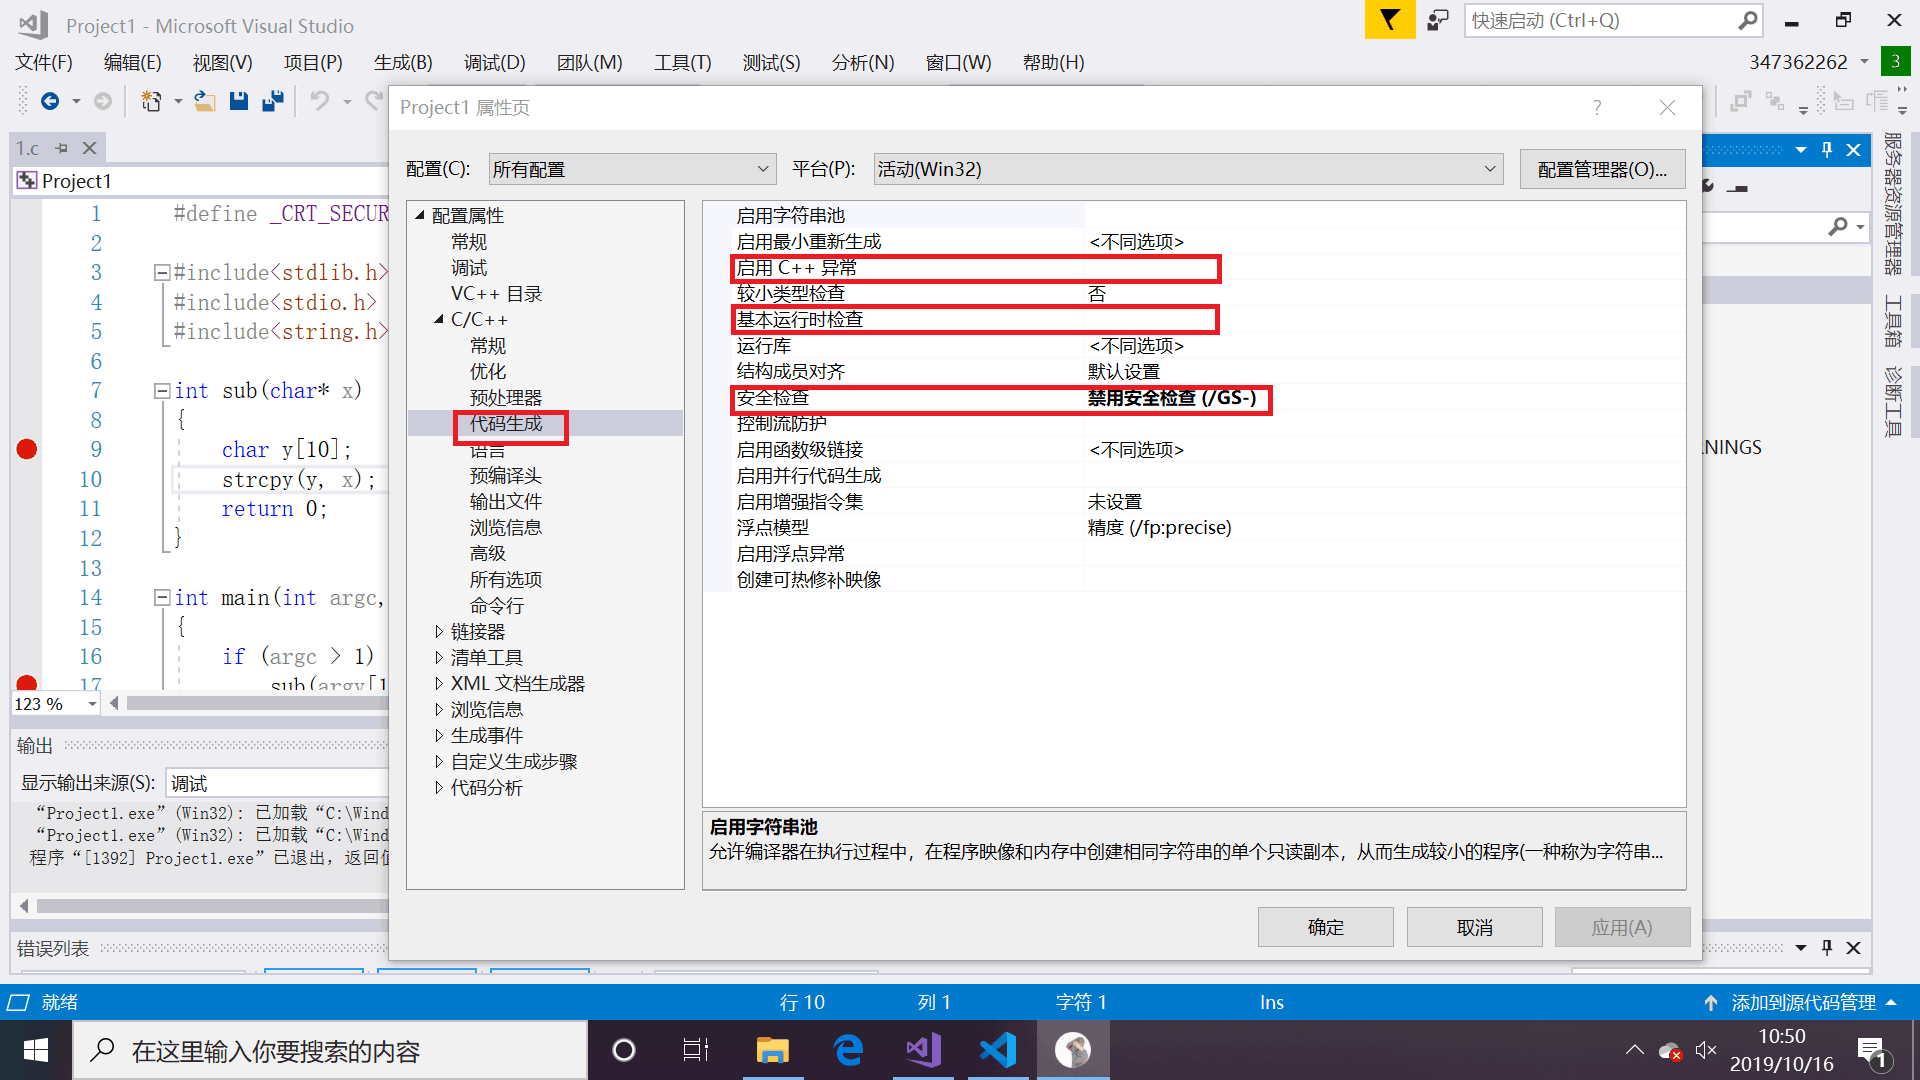 Project1 - Microsoft Visual Studio
快速启动 (Ctrl+Q)
文件(F) 编辑(E) 视图(V) 项目(P) 生成(B) 调试(D) 团队(M) 工具(T) 测试(S) 分析(N) 窗口(W) 帮助(H)
347362262
3
1.c
Project1
1 #define _CRT_SECUR
2
3 #include<stdlib.h>
4 #include<stdio.h>
5 #include<string.h>
6
7 int sub(char* x)
8 {
9 char y[10];
10 strcpy(y, x);
11 return 0;
12 }
13
14 int main(int argc,
15 {
16 if (argc > 1)
17 sub(argv[1
123 %
输出
显示输出来源(S): 调试
“Project1.exe”(Win32): 已加载“C:\Wind
“Project1.exe”(Win32): 已加载“C:\Wind
程序“[1392] Project1.exe”已退出，返回值
错误列表
Project1 属性页
?
配置(C): 所有配置 平台(P): 活动(Win32) 配置管理器(O)...
配置属性
常规
调试
VC++ 目录
C/C++
常规
优化
预处理器
代码生成
语言
预编译头
输出文件
浏览信息
高级
所有选项
命令行
链接器
清单工具
XML 文档生成器
浏览信息
生成事件
自定义生成步骤
代码分析
启用字符串池
启用最小重新生成 <不同选项>
启用 C++ 异常
较小类型检查 否
基本运行时检查
运行库 <不同选项>
结构成员对齐 默认设置
安全检查 禁用安全检查 (/GS-)
控制流防护
启用函数级链接 <不同选项>
启用并行代码生成
启用增强指令集 未设置
浮点模型 精度 (/fp:precise)
启用浮点异常
创建可热修补映像
启用字符串池
允许编译器在执行过程中，在程序映像和内存中创建相同字符串的单个只读副本，从而生成较小的程序(一种称为字符串...
确定 取消 应用(A)
RNINGS
服务器资源管理器
工具箱
诊断工具
就绪 行 10 列 1 字符 1 Ins 添加到源代码管理
在这里输入你要搜索的内容
10:50
2019/10/16
1